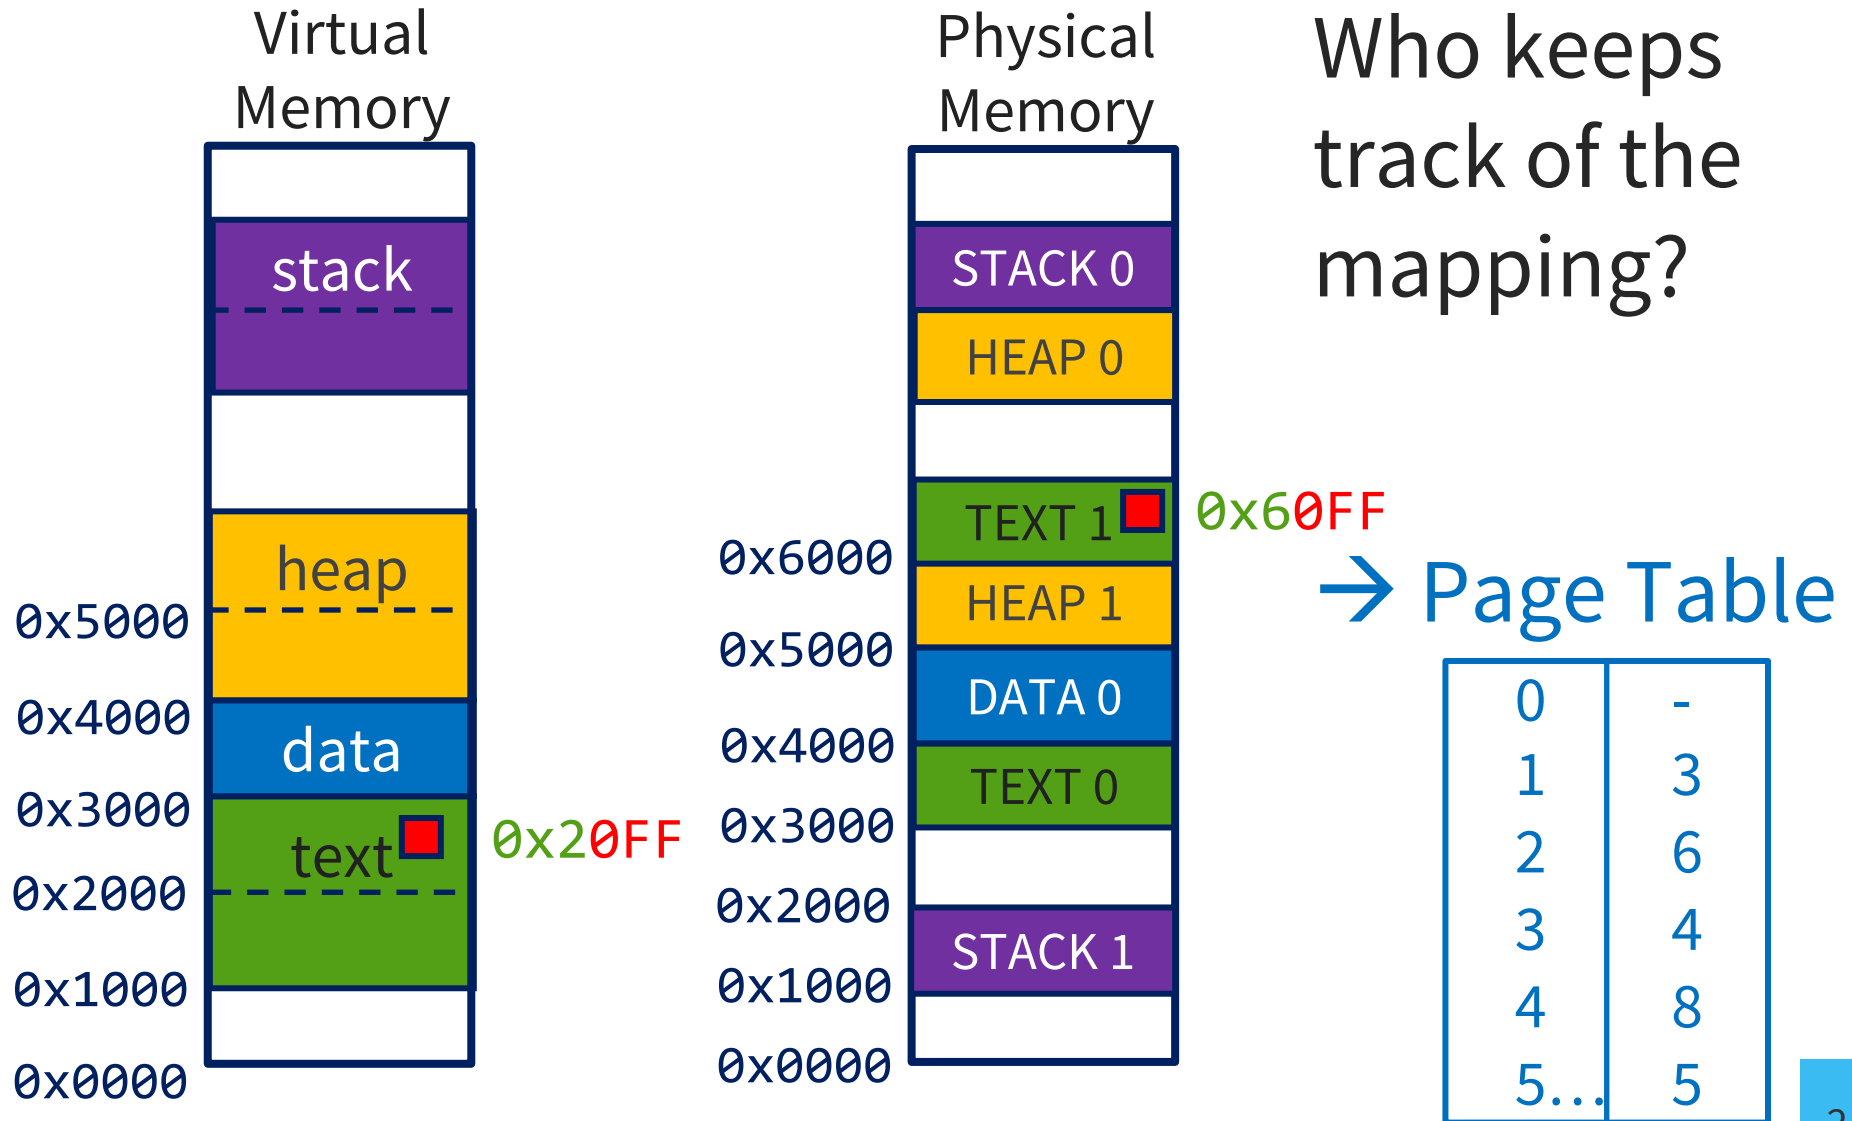 Virtual
Memory
stack
heap
0x5000
0x4000
data
0x3000
text
0x20FF
0x2000
0x1000
0x0000
Physical
Memory
STACK 0
HEAP 0
TEXT 1
0x60FF
0x6000
HEAP 1
0x5000
DATA 0
0x4000
TEXT 0
0x3000
0x2000
STACK 1
0x1000
0x0000
Who keeps
track of the
mapping?
→ Page Table
0 -
1 3
2 6
3 4
4 8
5... 5